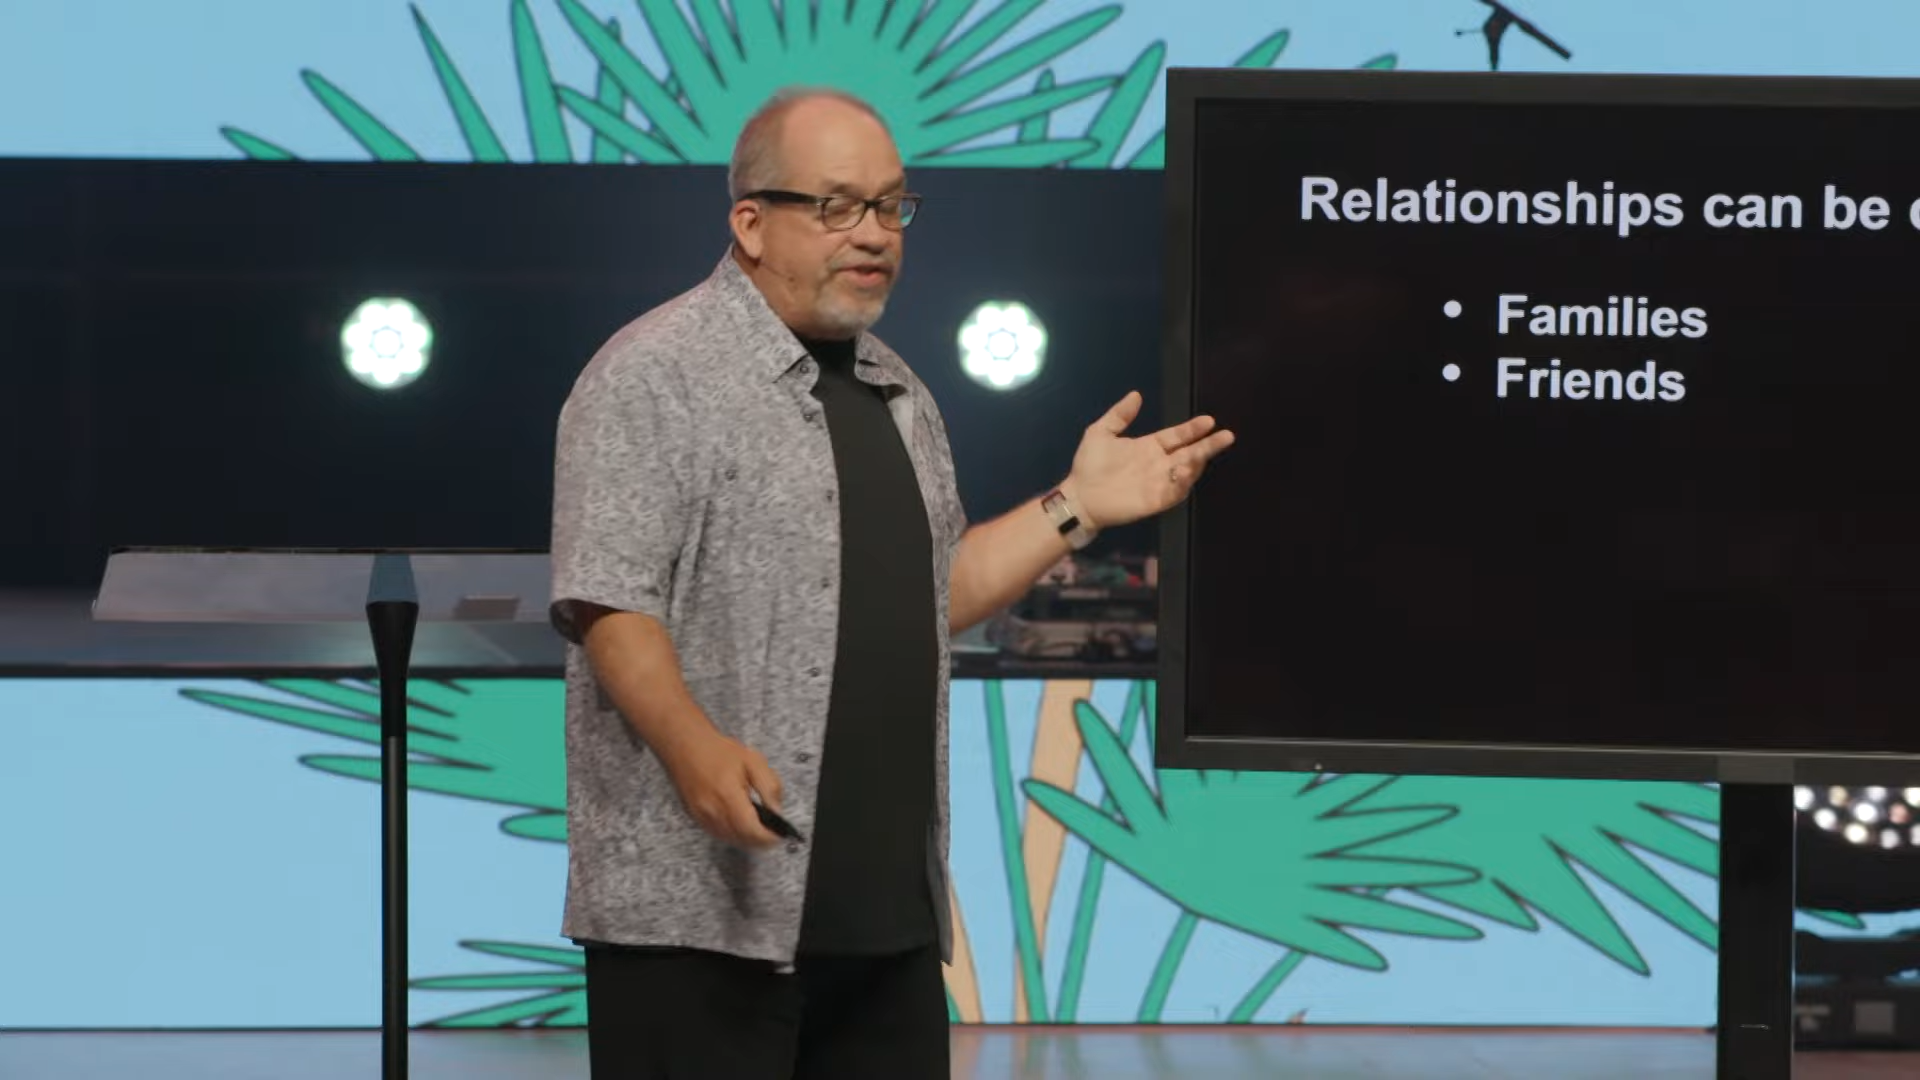 Relationships can be
• Families
• Friends